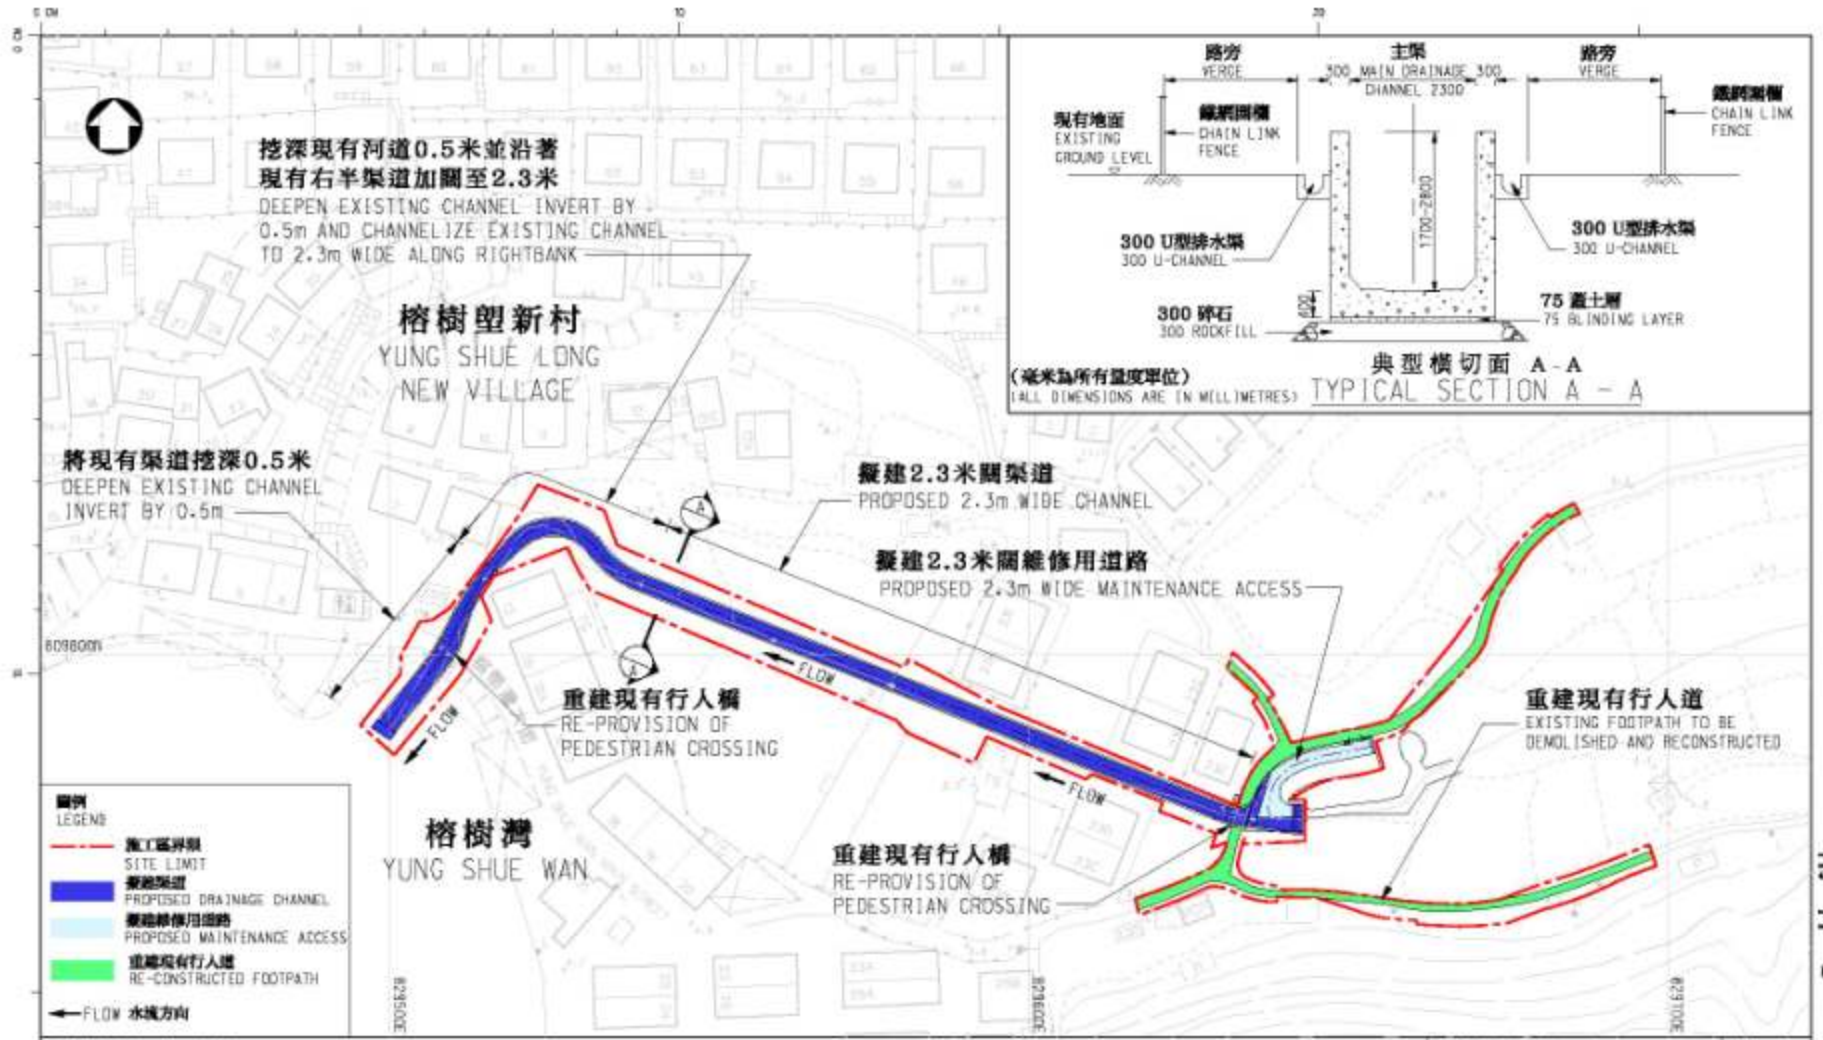 0 CM
10
20
挖深現有河道0.5米並沿著
現有右半渠道加闊至2.3米
DEEPEN EXISTING CHANNEL INVERT BY
0.5m AND CHANNELIZE EXISTING CHANNEL
TO 2.3m WIDE ALONG RIGHTBANK
榕樹塱新村
YUNG SHUE LONG
NEW VILLAGE
將現有渠道挖深0.5米
DEEPEN EXISTING CHANNEL
INVERT BY 0.5m
擬建2.3米闊渠道
PROPOSED 2.3m WIDE CHANNEL
擬建2.3米闊維修用道路
PROPOSED 2.3m WIDE MAINTENANCE ACCESS
A
A
FLOW
FLOW
FLOW
重建現有行人橋
RE-PROVISION OF
PEDESTRIAN CROSSING
重建現有行人道
EXISTING FOOTPATH TO BE
DEMOLISHED AND RECONSTRUCTED
重建現有行人橋
RE-PROVISION OF
PEDESTRIAN CROSSING
榕樹灣
YUNG SHUE WAN
809800N
829500E
829600E
829700E
路旁
VERGE
主渠
300 MAIN DRAINAGE 300
CHANNEL 2300
路旁
VERGE
現有地面
EXISTING
GROUND LEVEL
鐵網圍欄
CHAIN LINK
FENCE
鐵網圍欄
CHAIN LINK
FENCE
1700-2800
600
300 U型排水渠
300 U-CHANNEL
300 U型排水渠
300 U-CHANNEL
300 碎石
300 ROCKFILL
75 蓋土層
75 BLINDING LAYER
典型橫切面 A-A
TYPICAL SECTION A - A
(毫米為所有量度單位)
(ALL DIMENSIONS ARE IN MILLIMETRES)
圖例
LEGEND
施工區界線
SITE LIMIT
擬建渠道
PROPOSED DRAINAGE CHANNEL
擬建維修用道路
PROPOSED MAINTENANCE ACCESS
重建現有行人道
RE-CONSTRUCTED FOOTPATH
FLOW 水流方向